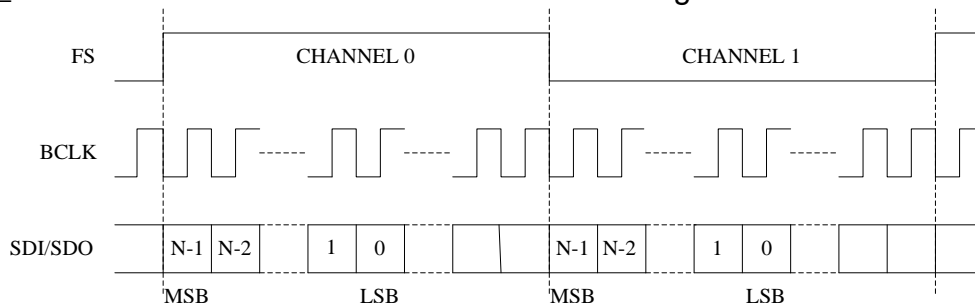 FS CHANNEL 0 CHANNEL 1
BCLK
SDI/SDO N-1 N-2 1 0 N-1 N-2 1 0
MSB LSB MSB LSB